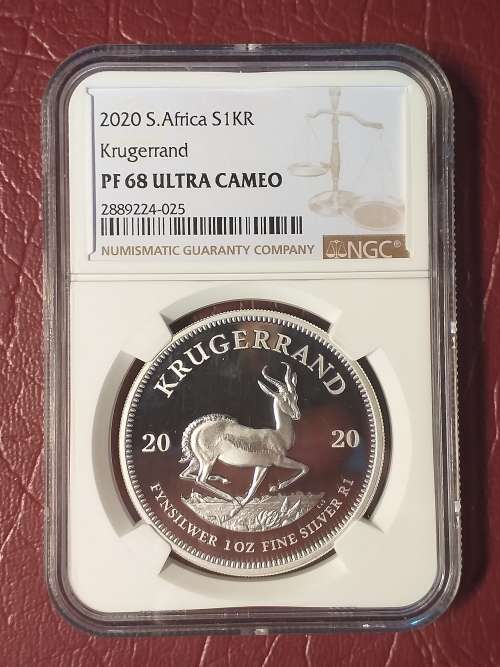 2020 S.Africa S1KR
Krugerrand
PF 68 ULTRA CAMEO
2889224-025
NUMISMATIC GUARANTY COMPANY NGC®
KRUGERRAND
20 20
FYNSILWER 1 OZ FINE SILVER R1